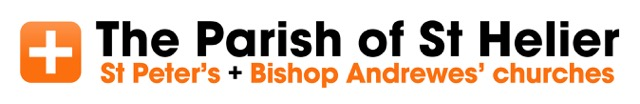 The Parish of St Helier
St Peter's + Bishop Andrewes' churches